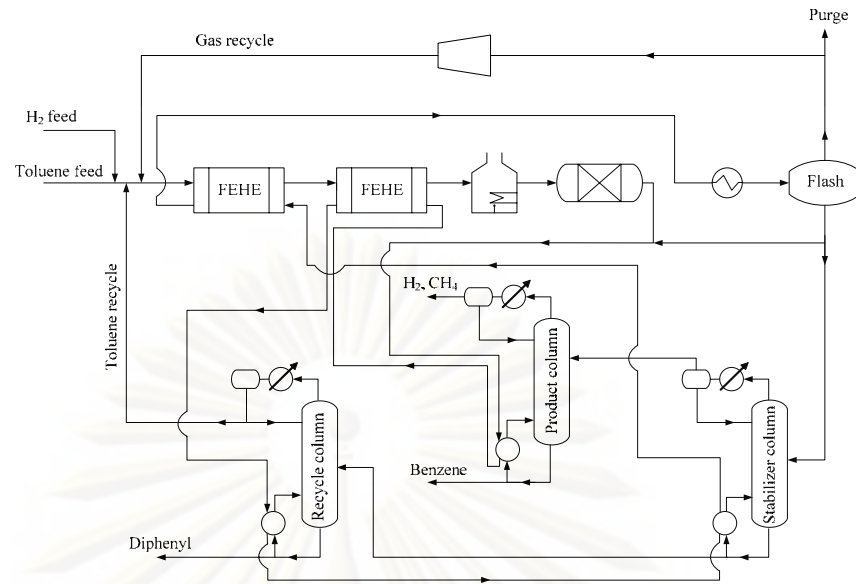 Purge
Gas recycle
H₂ feed
Toluene feed
FEHE
FEHE
Flash
H₂, CH₄
Toluene recycle
Product column
Stabilizer column
Recycle column
Benzene
Diphenyl